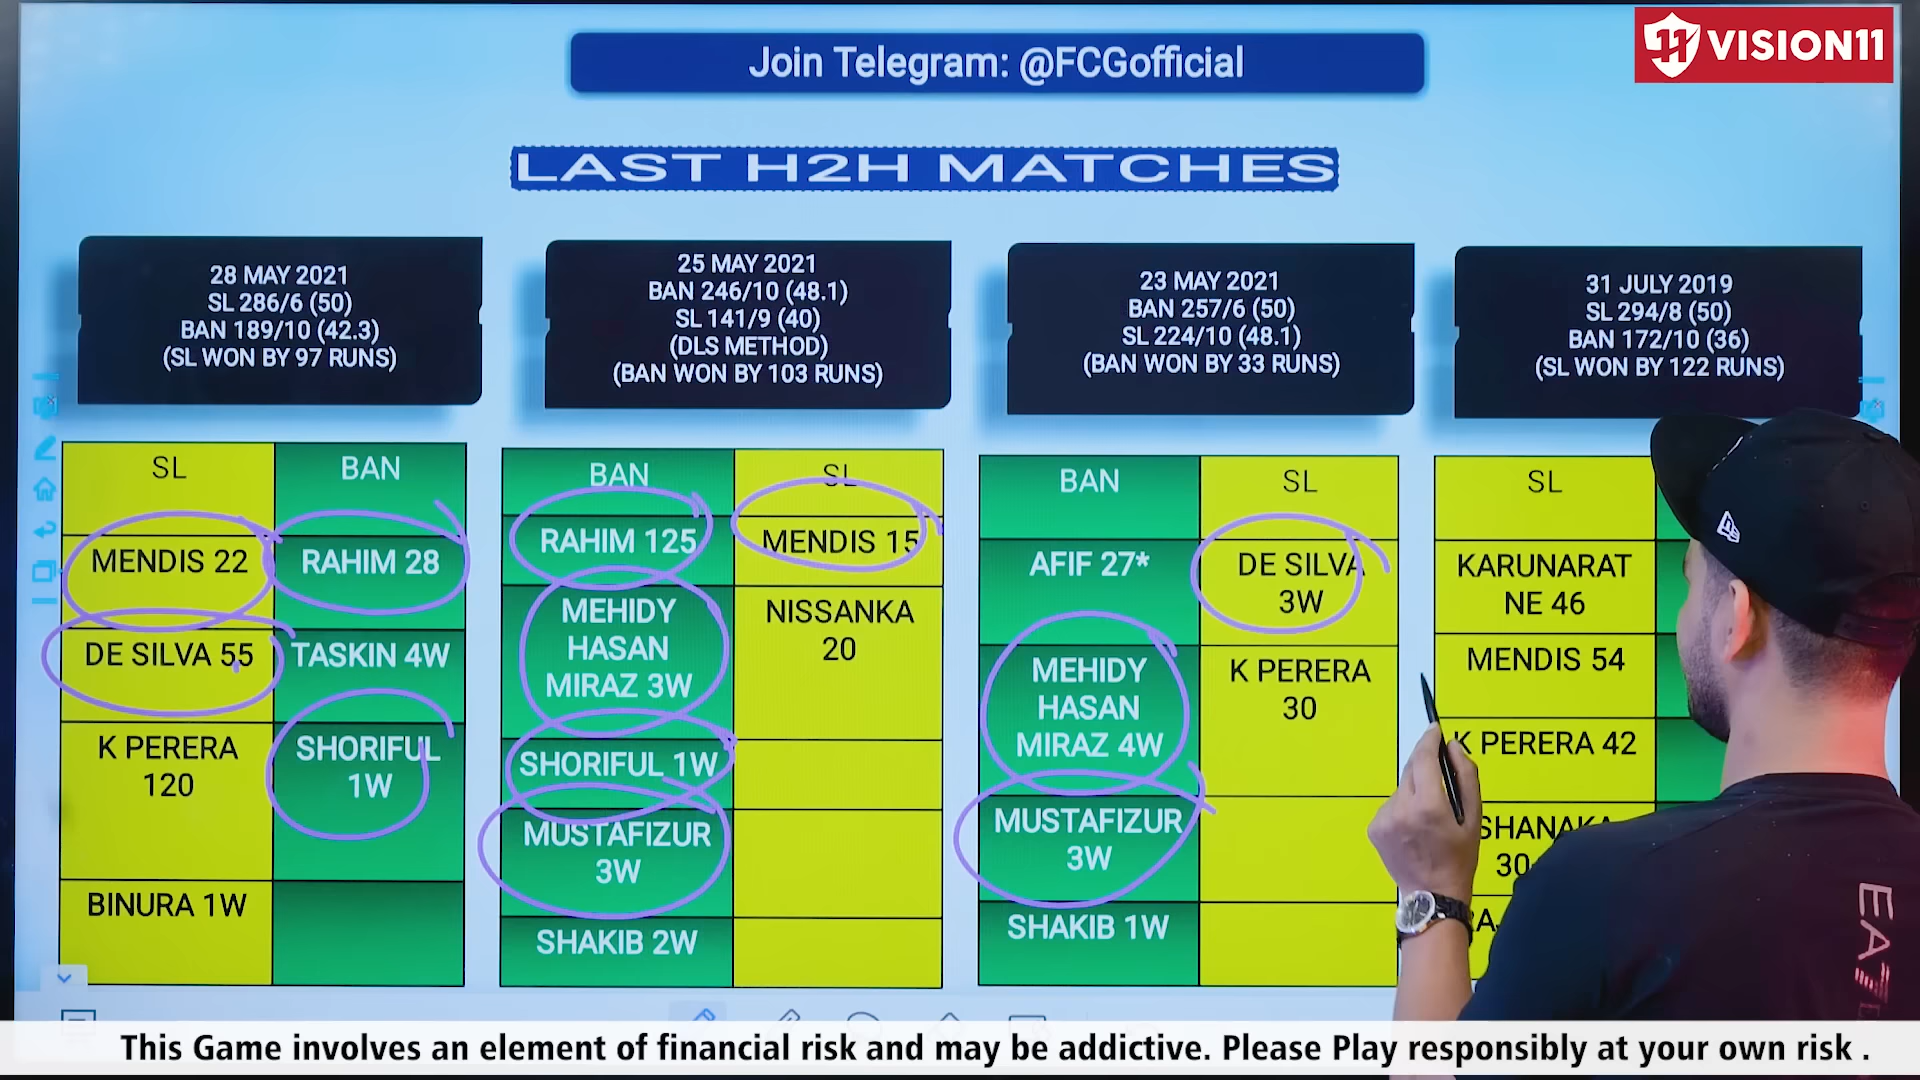 Join Telegram: @FCGofficial
VISION11
LAST H2H MATCHES
28 MAY 2021
SL 286/6 (50)
BAN 189/10 (42.3)
(SL WON BY 97 RUNS)
25 MAY 2021
BAN 246/10 (48.1)
SL 141/9 (40)
(DLS METHOD)
(BAN WON BY 103 RUNS)
23 MAY 2021
BAN 257/6 (50)
SL 224/10 (48.1)
(BAN WON BY 33 RUNS)
31 JULY 2019
SL 294/8 (50)
BAN 172/10 (36)
(SL WON BY 122 RUNS)
SL
BAN
MENDIS 22
RAHIM 28
DE SILVA 55
TASKIN 4W
K PERERA
120
SHORIFUL
1W
BINURA 1W
BAN
SL
RAHIM 125
MENDIS 15
MEHIDY
HASAN
MIRAZ 3W
NISSANKA
20
SHORIFUL 1W
MUSTAFIZUR
3W
SHAKIB 2W
BAN
SL
AFIF 27*
DE SILVA
3W
MEHIDY
HASAN
MIRAZ 4W
K PERERA
30
MUSTAFIZUR
3W
SHAKIB 1W
SL
KARUNARAT
NE 46
MENDIS 54
K PERERA 42
SHANAKA
30
This Game involves an element of financial risk and may be addictive. Please Play responsibly at your own risk .